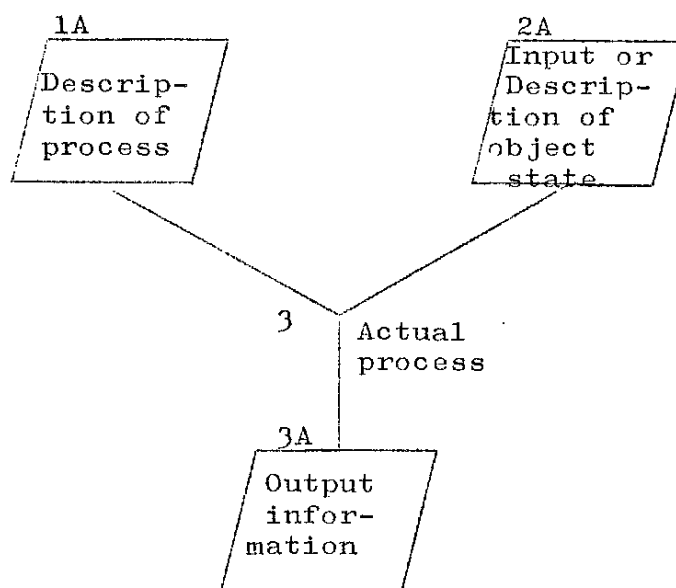 1A
Descrip-
tion of
process
2A
Input or
Descrip-
tion of
object
state
3
Actual
process
3A
Output
infor-
mation